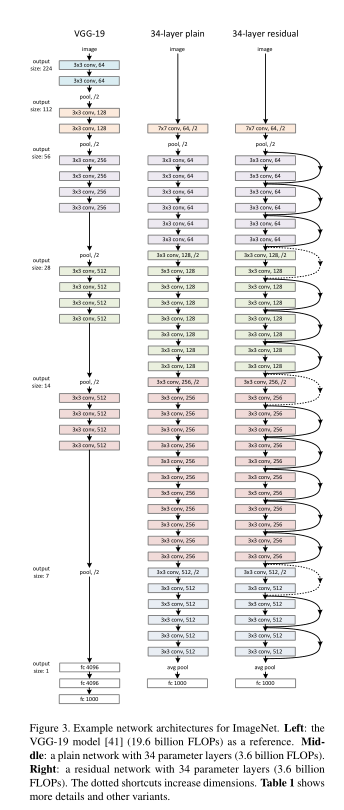 VGG-19
image
output
size: 224
3x3 conv, 64
3x3 conv, 64
pool, /2
output
size: 112
3x3 conv, 128
3x3 conv, 128
pool, /2
output
size: 56
3x3 conv, 256
3x3 conv, 256
3x3 conv, 256
3x3 conv, 256
pool, /2
output
size: 28
3x3 conv, 512
3x3 conv, 512
3x3 conv, 512
3x3 conv, 512
pool, /2
output
size: 14
3x3 conv, 512
3x3 conv, 512
3x3 conv, 512
3x3 conv, 512
pool, /2
output
size: 7
output
size: 1
fc 4096
fc 4096
fc 1000
34-layer plain
image
7x7 conv, 64, /2
pool, /2
3x3 conv, 64
3x3 conv, 64
3x3 conv, 64
3x3 conv, 64
3x3 conv, 64
3x3 conv, 64
3x3 conv, 128, /2
3x3 conv, 128
3x3 conv, 128
3x3 conv, 128
3x3 conv, 128
3x3 conv, 128
3x3 conv, 128
3x3 conv, 128
3x3 conv, 256, /2
3x3 conv, 256
3x3 conv, 256
3x3 conv, 256
3x3 conv, 256
3x3 conv, 256
3x3 conv, 256
3x3 conv, 256
3x3 conv, 256
3x3 conv, 256
3x3 conv, 256
3x3 conv, 256
3x3 conv, 512, /2
3x3 conv, 512
3x3 conv, 512
3x3 conv, 512
3x3 conv, 512
3x3 conv, 512
avg pool
fc 1000
34-layer residual
image
7x7 conv, 64, /2
pool, /2
3x3 conv, 64
3x3 conv, 64
3x3 conv, 64
3x3 conv, 64
3x3 conv, 64
3x3 conv, 64
3x3 conv, 128, /2
3x3 conv, 128
3x3 conv, 128
3x3 conv, 128
3x3 conv, 128
3x3 conv, 128
3x3 conv, 128
3x3 conv, 128
3x3 conv, 256, /2
3x3 conv, 256
3x3 conv, 256
3x3 conv, 256
3x3 conv, 256
3x3 conv, 256
3x3 conv, 256
3x3 conv, 256
3x3 conv, 256
3x3 conv, 256
3x3 conv, 256
3x3 conv, 256
3x3 conv, 512, /2
3x3 conv, 512
3x3 conv, 512
3x3 conv, 512
3x3 conv, 512
3x3 conv, 512
avg pool
fc 1000
Figure 3. Example network architectures for ImageNet. Left: the
VGG-19 model [41] (19.6 billion FLOPs) as a reference. Mid-
dle: a plain network with 34 parameter layers (3.6 billion FLOPs).
Right: a residual network with 34 parameter layers (3.6 billion
FLOPs). The dotted shortcuts increase dimensions. Table 1 shows
more details and other variants.